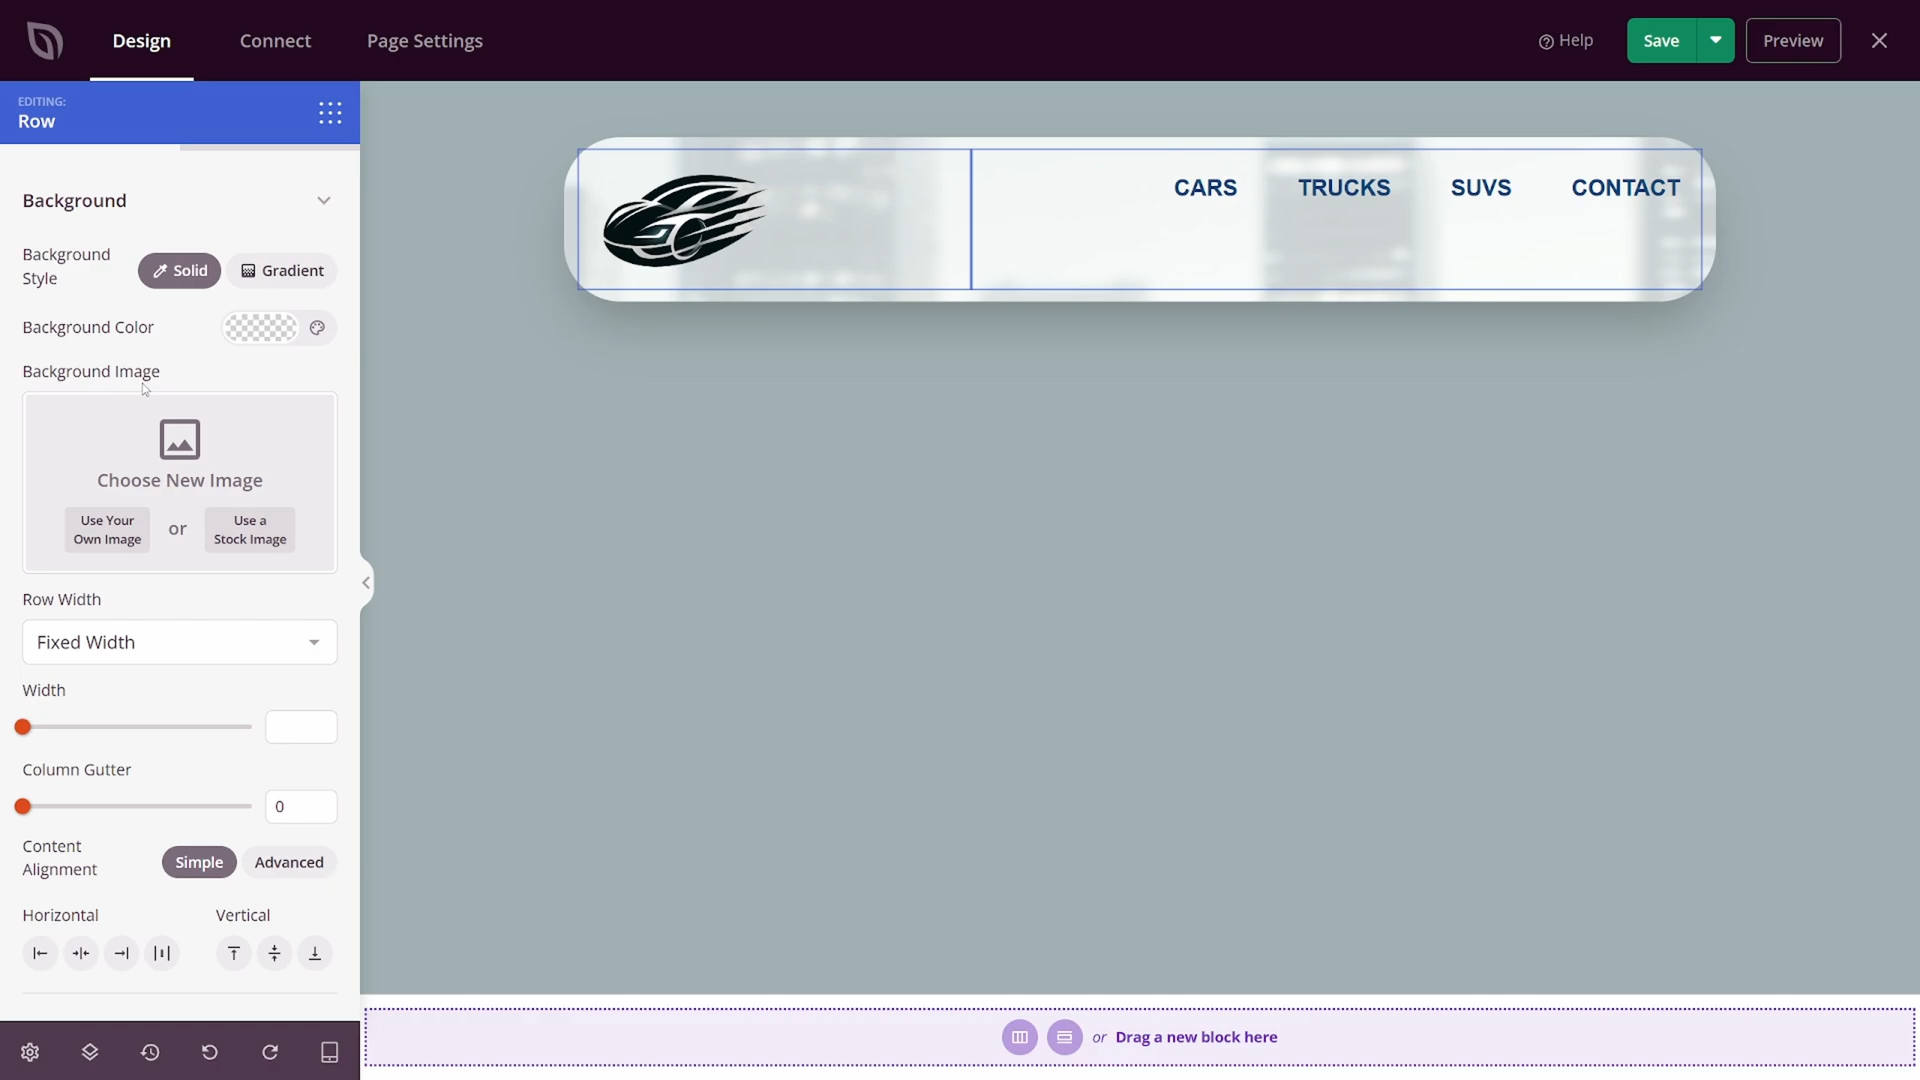 Design
Connect
Page Settings
Help
Save
Preview
EDITING:
Row
Background
Background
Style
Solid
Gradient
Background Color
Background Image
Choose New Image
Use Your
Own Image
or
Use a
Stock Image
Row Width
Fixed Width
Width
Column Gutter
0
Content
Alignment
Simple
Advanced
Horizontal
Vertical
CARS
TRUCKS
SUVS
CONTACT
or Drag a new block here